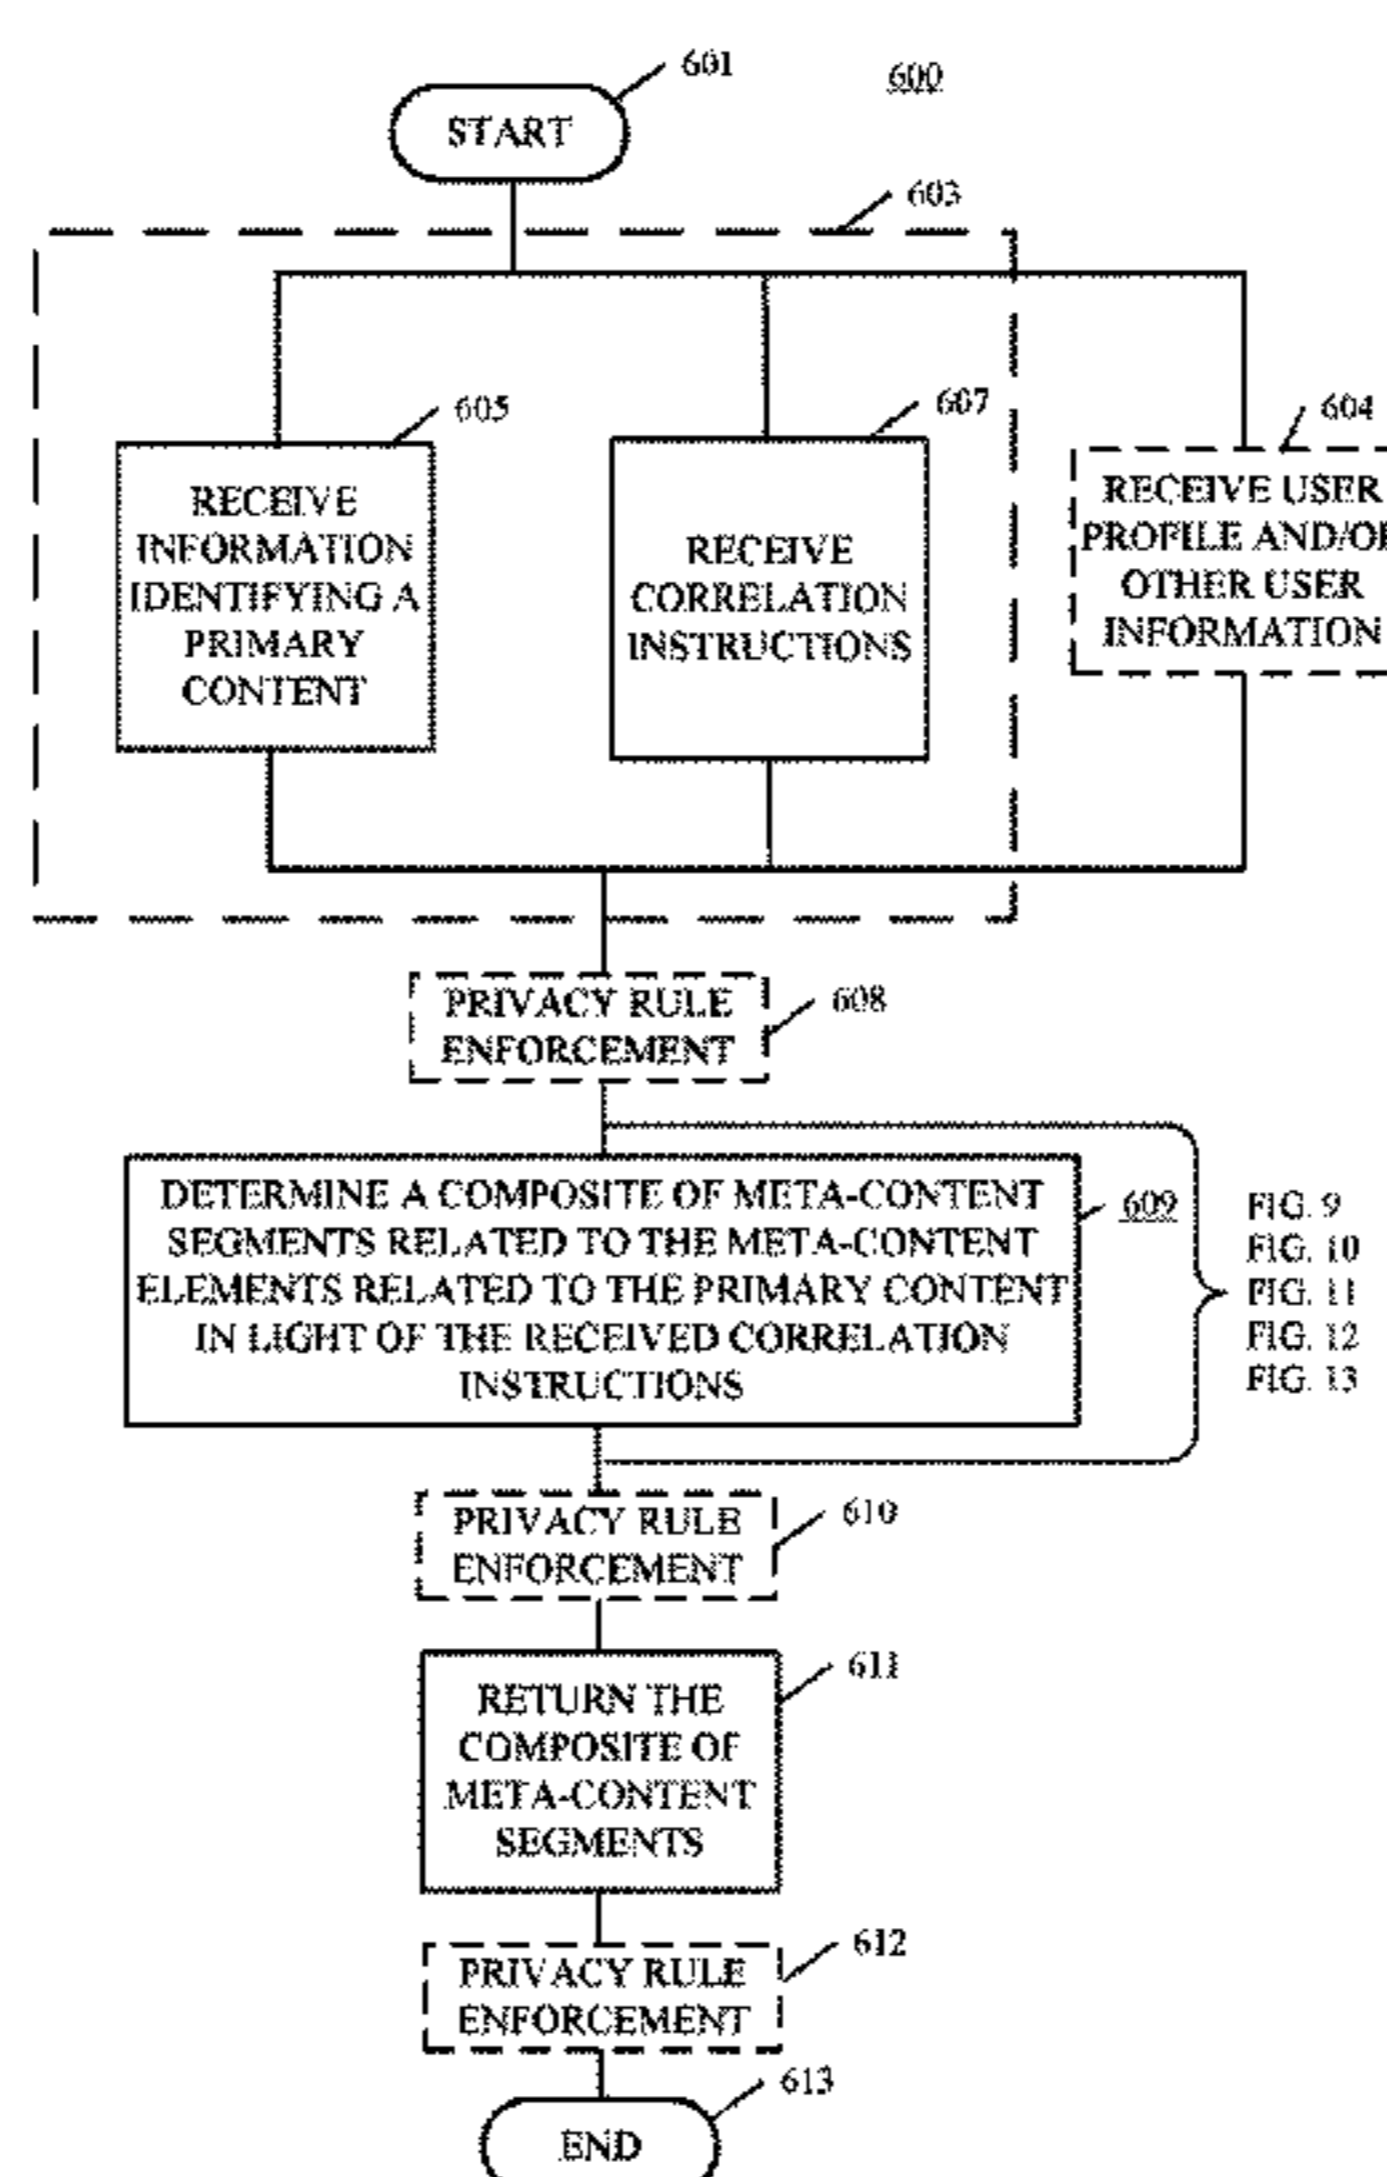 601
600
START
603
605
607
604
RECEIVE
INFORMATION
IDENTIFYING A
PRIMARY
CONTENT
RECEIVE
CORRELATION
INSTRUCTIONS
RECEIVE USER
PROFILE AND/OR
OTHER USER
INFORMATION
PRIVACY RULE
ENFORCEMENT
608
DETERMINE A COMPOSITE OF META-CONTENT
SEGMENTS RELATED TO THE META-CONTENT
ELEMENTS RELATED TO THE PRIMARY CONTENT
IN LIGHT OF THE RECEIVED CORRELATION
INSTRUCTIONS
609
FIG. 9
FIG. 10
FIG. 11
FIG. 12
FIG. 13
PRIVACY RULE
ENFORCEMENT
610
RETURN THE
COMPOSITE OF
META-CONTENT
SEGMENTS
611
PRIVACY RULE
ENFORCEMENT
612
613
END